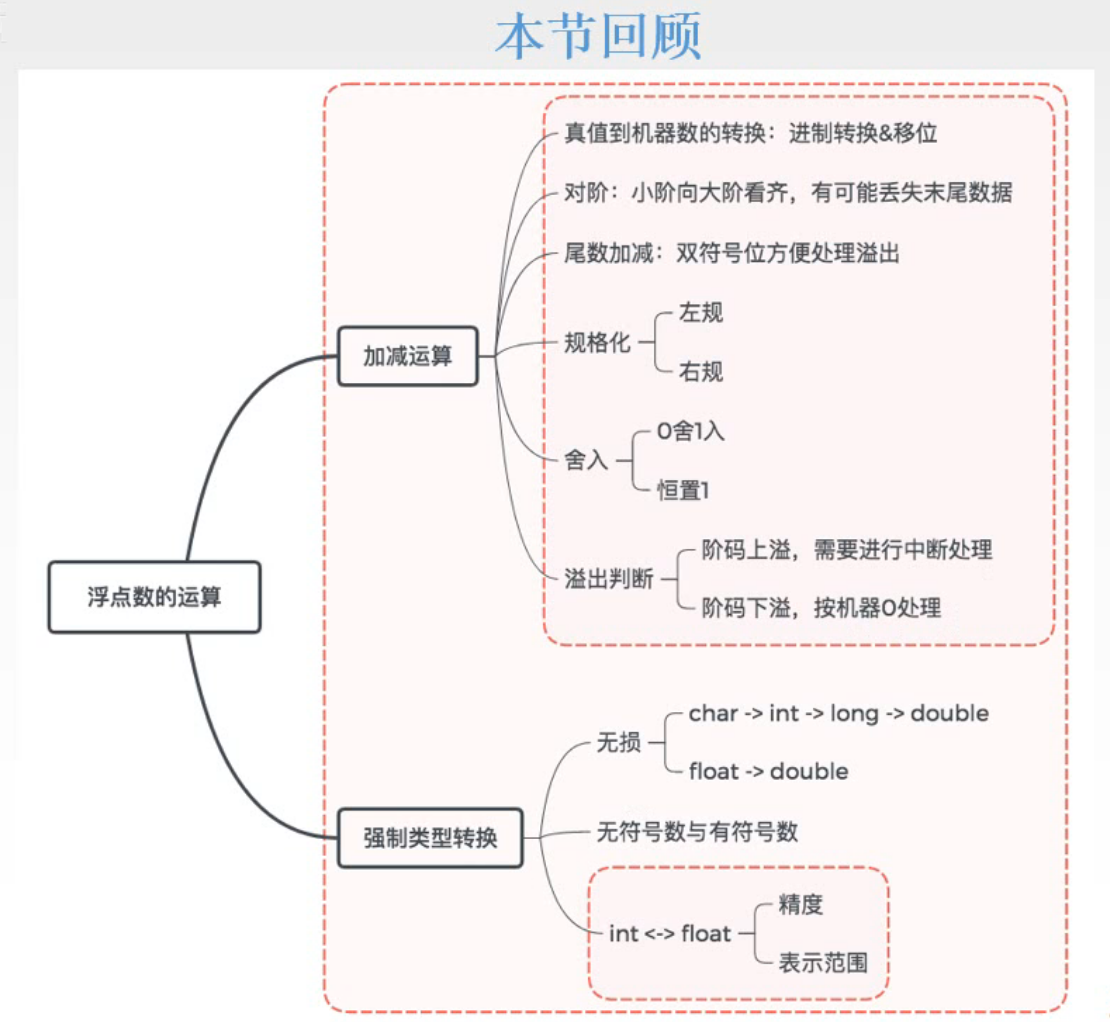 本节回顾
真值到机器数的转换：进制转换&移位
对阶：小阶向大阶看齐，有可能丢失末尾数据
尾数加减：双符号位方便处理溢出
左规
规格化
右规
加减运算
0舍1入
舍入
恒置1
阶码上溢，需要进行中断处理
溢出判断
阶码下溢，按机器0处理
浮点数的运算
char -> int -> long -> double
无损
float -> double
强制类型转换
无符号数与有符号数
精度
int <-> float
表示范围